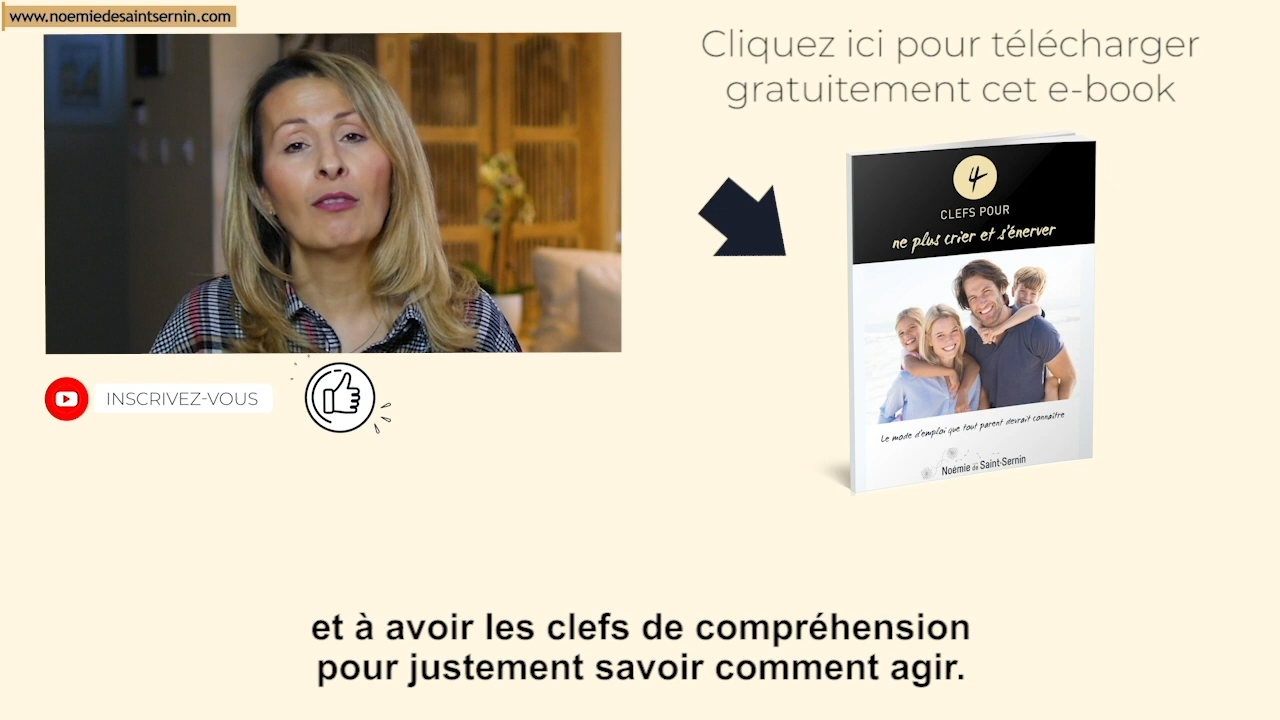 www.noemiedesaintsernin.com
Cliquez ici pour télécharger
gratuitement cet e-book
4
CLEFS POUR
ne plus crier et s'énerver
Le mode d'emploi que tout parent devrait connaître
Noémie de Saint-Sernin
INSCRIVEZ-VOUS
et à avoir les clefs de compréhension
pour justement savoir comment agir.